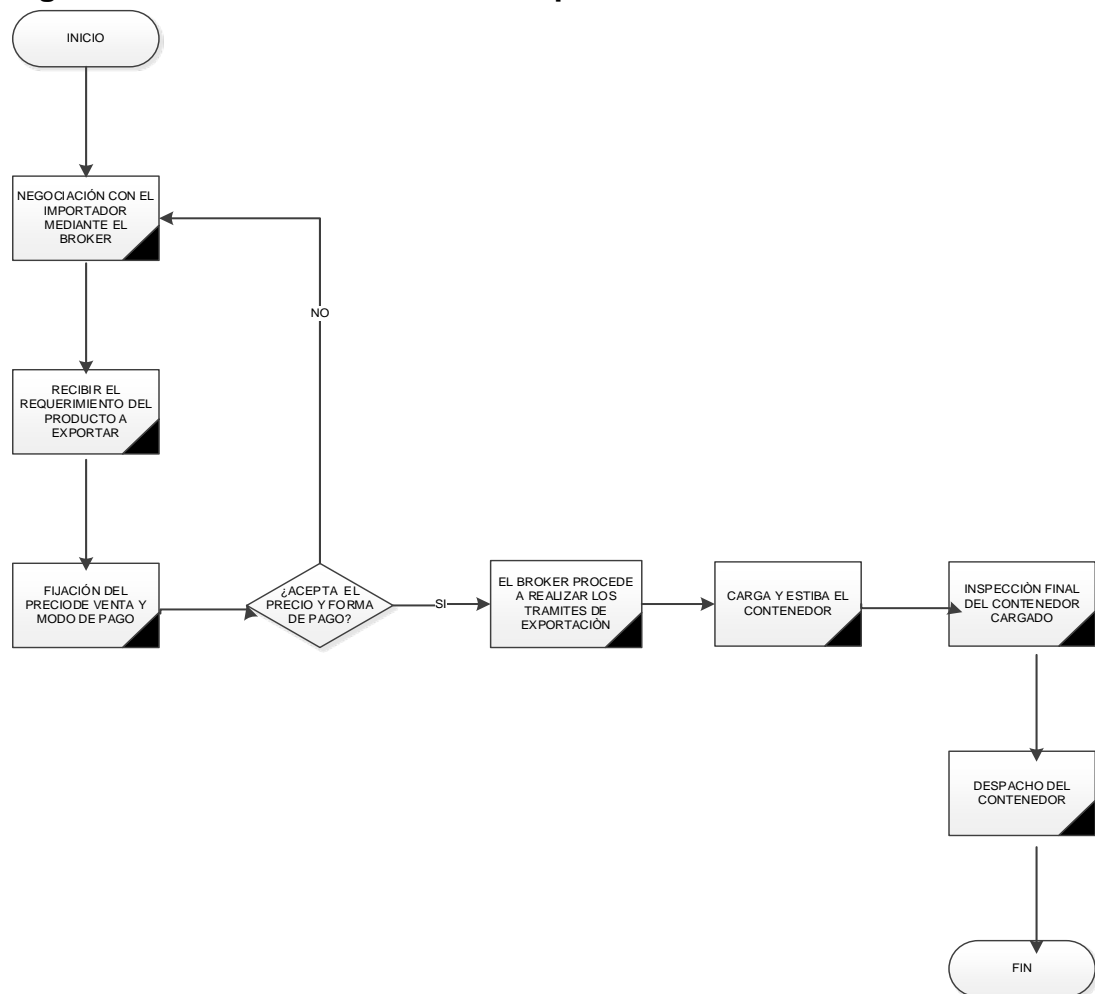 INICIO
NEGOCIACIÓN CON EL
IMPORTADOR
MEDIANTE EL
BROKER
NO
RECIBIR EL
REQUERIMIENTO DEL
PRODUCTO A
EXPORTAR
FIJACIÓN DEL
PRECIODE VENTA Y
MODO DE PAGO
¿ACEPTA EL
PRECIO Y FORMA
DE PAGO?
SI
EL BROKER PROCEDE
A REALIZAR LOS
TRAMITES DE
EXPORTACIÒN
CARGA Y ESTIBA EL
CONTENEDOR
INSPECCIÒN FINAL
DEL CONTENEDOR
CARGADO
DESPACHO DEL
CONTENEDOR
FIN